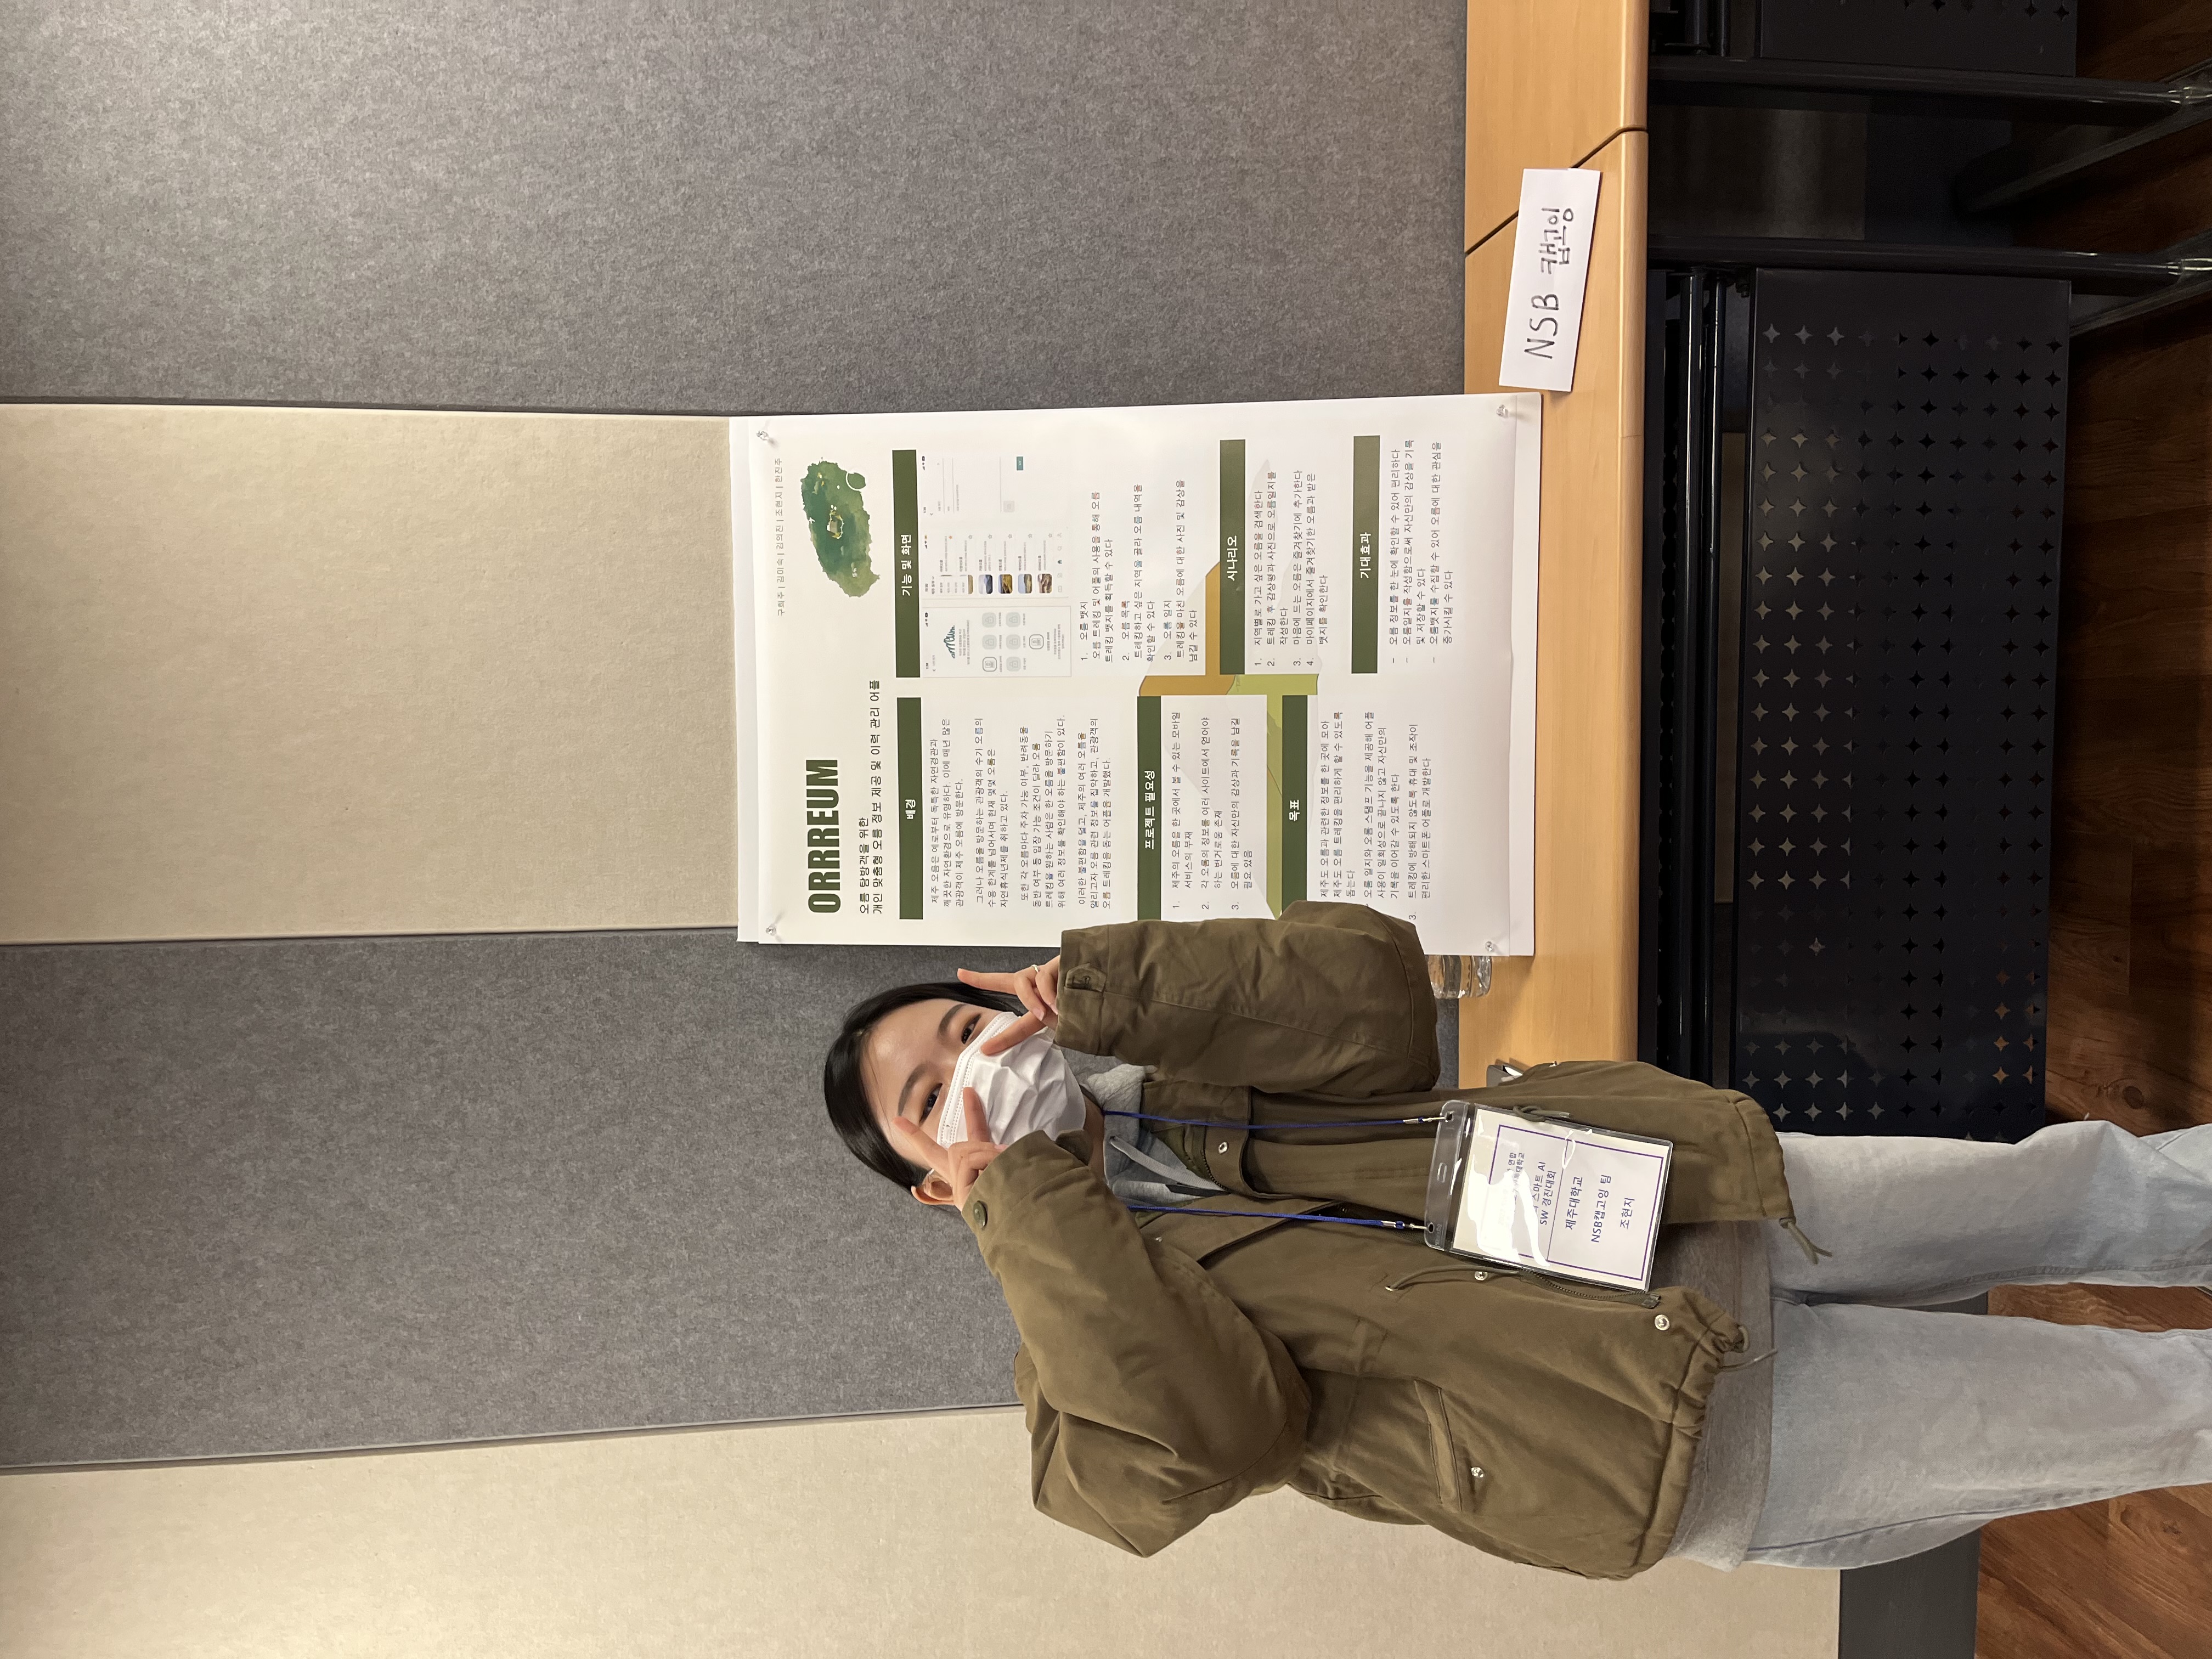 구희주 | 김미속 | 김의진 | 조현지 | 한진주
ORRREUM
오름 탐방객을 위한
개인 맞춤형 오름 정보 제공 및 이력 관리 어플
배경
제주 오름은 예로부터 독특한 자연경관과
깨끗한 자연환경으로 유명하다. 이에 매년 많은
관광객이 제주 오름에 방문한다.
그러나 오름을 방문하는 관광객의 수가 오름의
수용 한계를 넘어서며 현재 몇몇 오름은
자연휴식년제를 취하고 있다.
또한 각 오름마다 주차 가능 여부, 반려동물
동반 여부 등 입장 가능 조건이 달라 오름
트레킹을 원하는 사람은 한 오름을 방문하기
위해 여러 정보를 확인해야 하는 불편함이 있다.
이러한 불편함을 덜고, 제주의 여러 오름을
알리고자 오름 관련 정보를 집약하고, 관광객의
오름 트레킹을 돕는 어플을 개발했다.
프로젝트 필요성
1. 제주의 오름을 한 곳에서 볼 수 있는 모바일
서비스의 부재
2. 각 오름의 정보를 여러 사이트에서 얻어야
하는 번거로움 존재
3. 오름에 대한 자신만의 감상과 기록을 남길
필요 있음
목표
제주도 오름과 관련한 정보를 한 곳에 모아
제주도 오름 트레킹을 편리하게 할 수 있도록
돕는다
오름 일지와 오름 스탬프 기능을 제공해 어플
사용이 일회성으로 끝나지 않고 자신만의
기록을 이어갈 수 있도록 한다
3. 트레킹에 방해되지 않도록 휴대 및 조작이
편리한 스마트폰 어플로 개발한다
기능 및 화면
1. 오름 뱃지
오름 트레킹 및 어플의 사용을 통해 오름
트레킹 뱃지를 획득할 수 있다
2. 오름 목록
트레킹하고 싶은 지역을 골라 오름 내역을
확인할 수 있다
3. 오름 일지
트레킹을 마친 오름에 대한 사진 및 감상을
남길 수 있다
시나리오
1. 지역별로 가고 싶은 오름을 검색한다
2. 트레킹 후 감상평과 사진으로 오름일지를
작성한다
3. 마음에 드는 오름은 즐겨찾기에 추가한다
4. 마이페이지에서 즐겨찾기한 오름과 받은
뱃지를 확인한다
기대효과
– 오름 정보를 한 눈에 확인할 수 있어 편리하다
– 오름일지를 작성함으로써 자신만의 감상을 기록
및 저장할 수 있다
– 오름뱃지를 수집할 수 있어 오름에 대한 관심을
증가시킬 수 있다
연합
스마트 AI
SW 경진대회
제주대학교
NSB캡고잉 팀
조현지
NSB 캡고잉